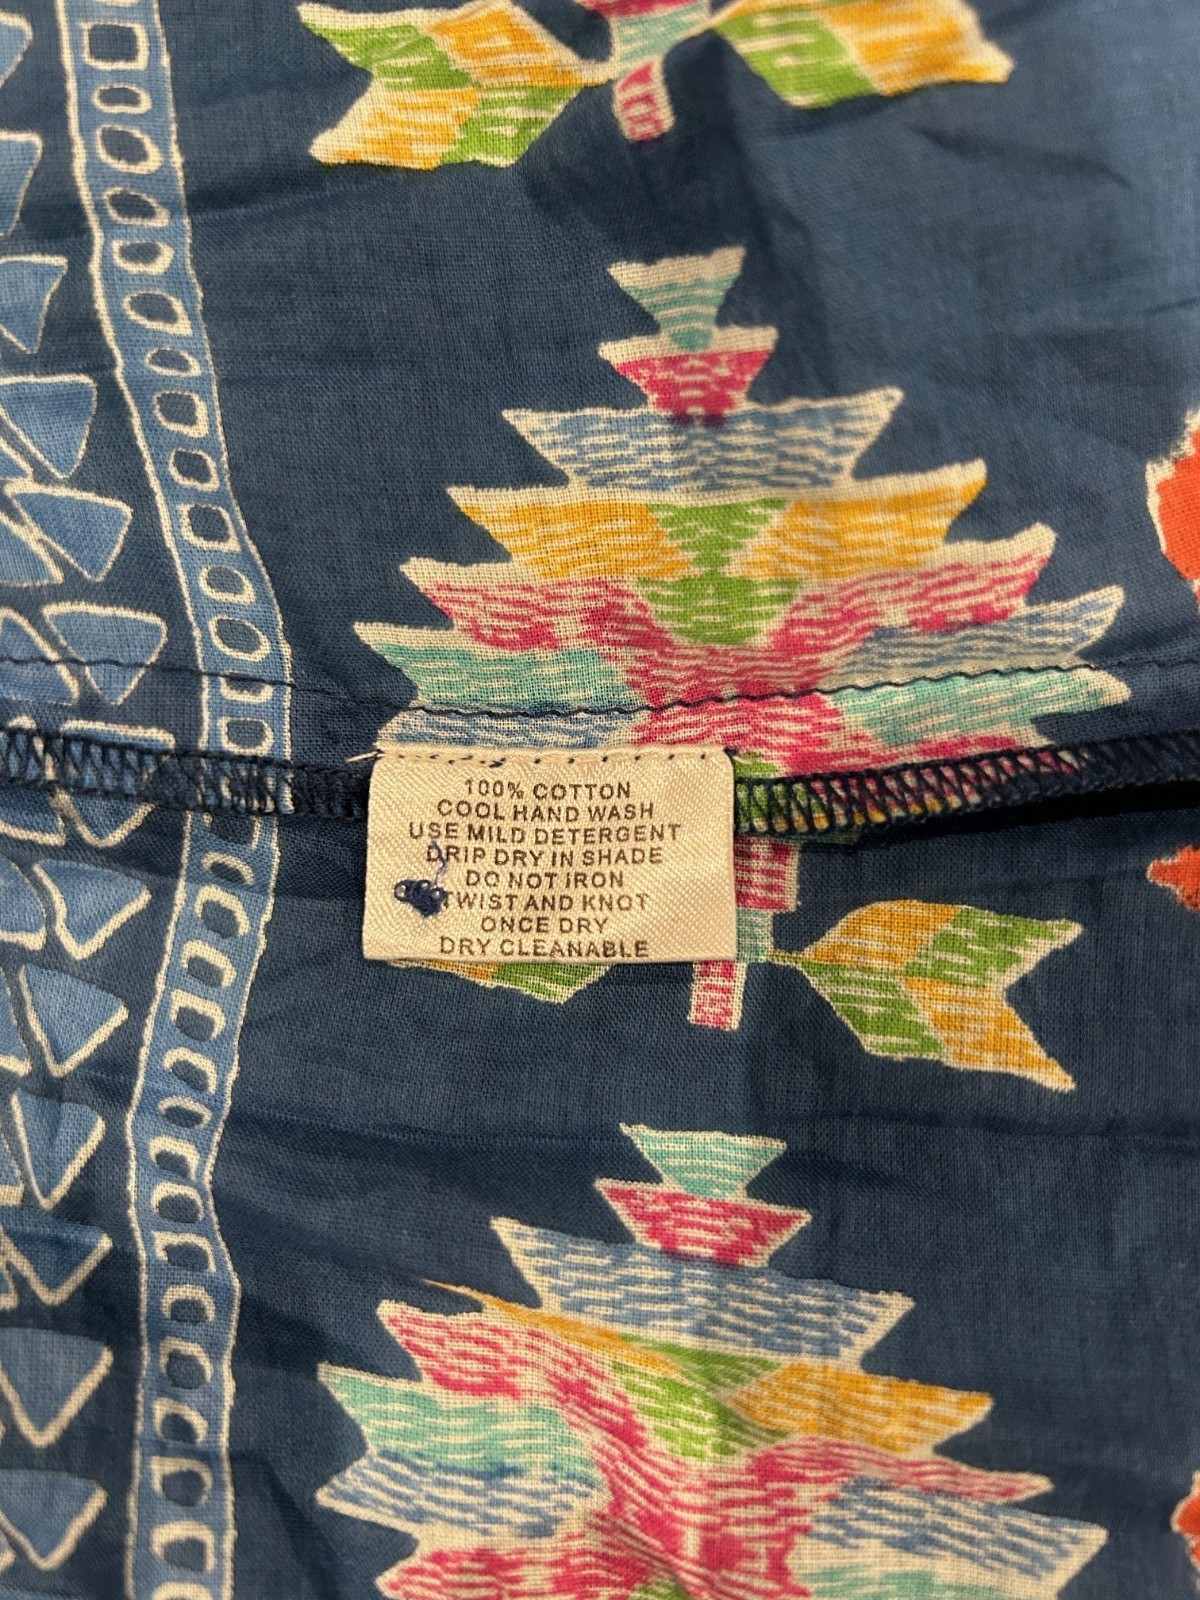 100% COTTON
COOL HAND WASH
USE MILD DETERGENT
DRIP DRY IN SHADE
DO NOT IRON
TWIST AND KNOT
ONCE DRY
DRY CLEANABLE